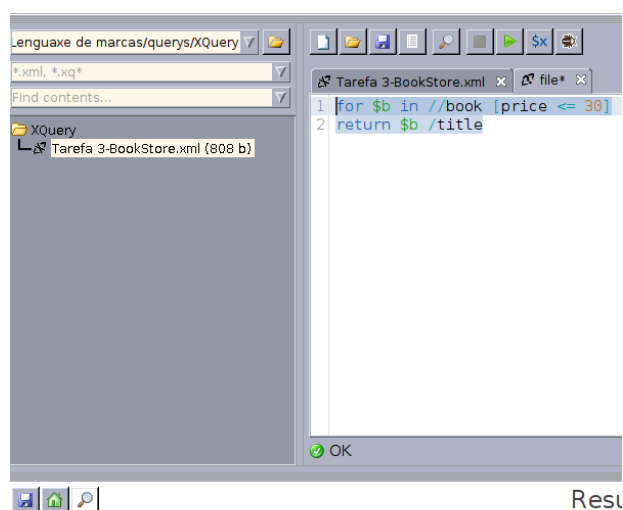 Lenguaxe de marcas/querys/XQuery
*.xml, *.xq*
Find contents...
XQuery
Tarefa 3-BookStore.xml (808 b)
$x
Tarefa 3-BookStore.xml
file*
1 for $b in //book [price <= 30]
2 return $b /title
OK
Resu